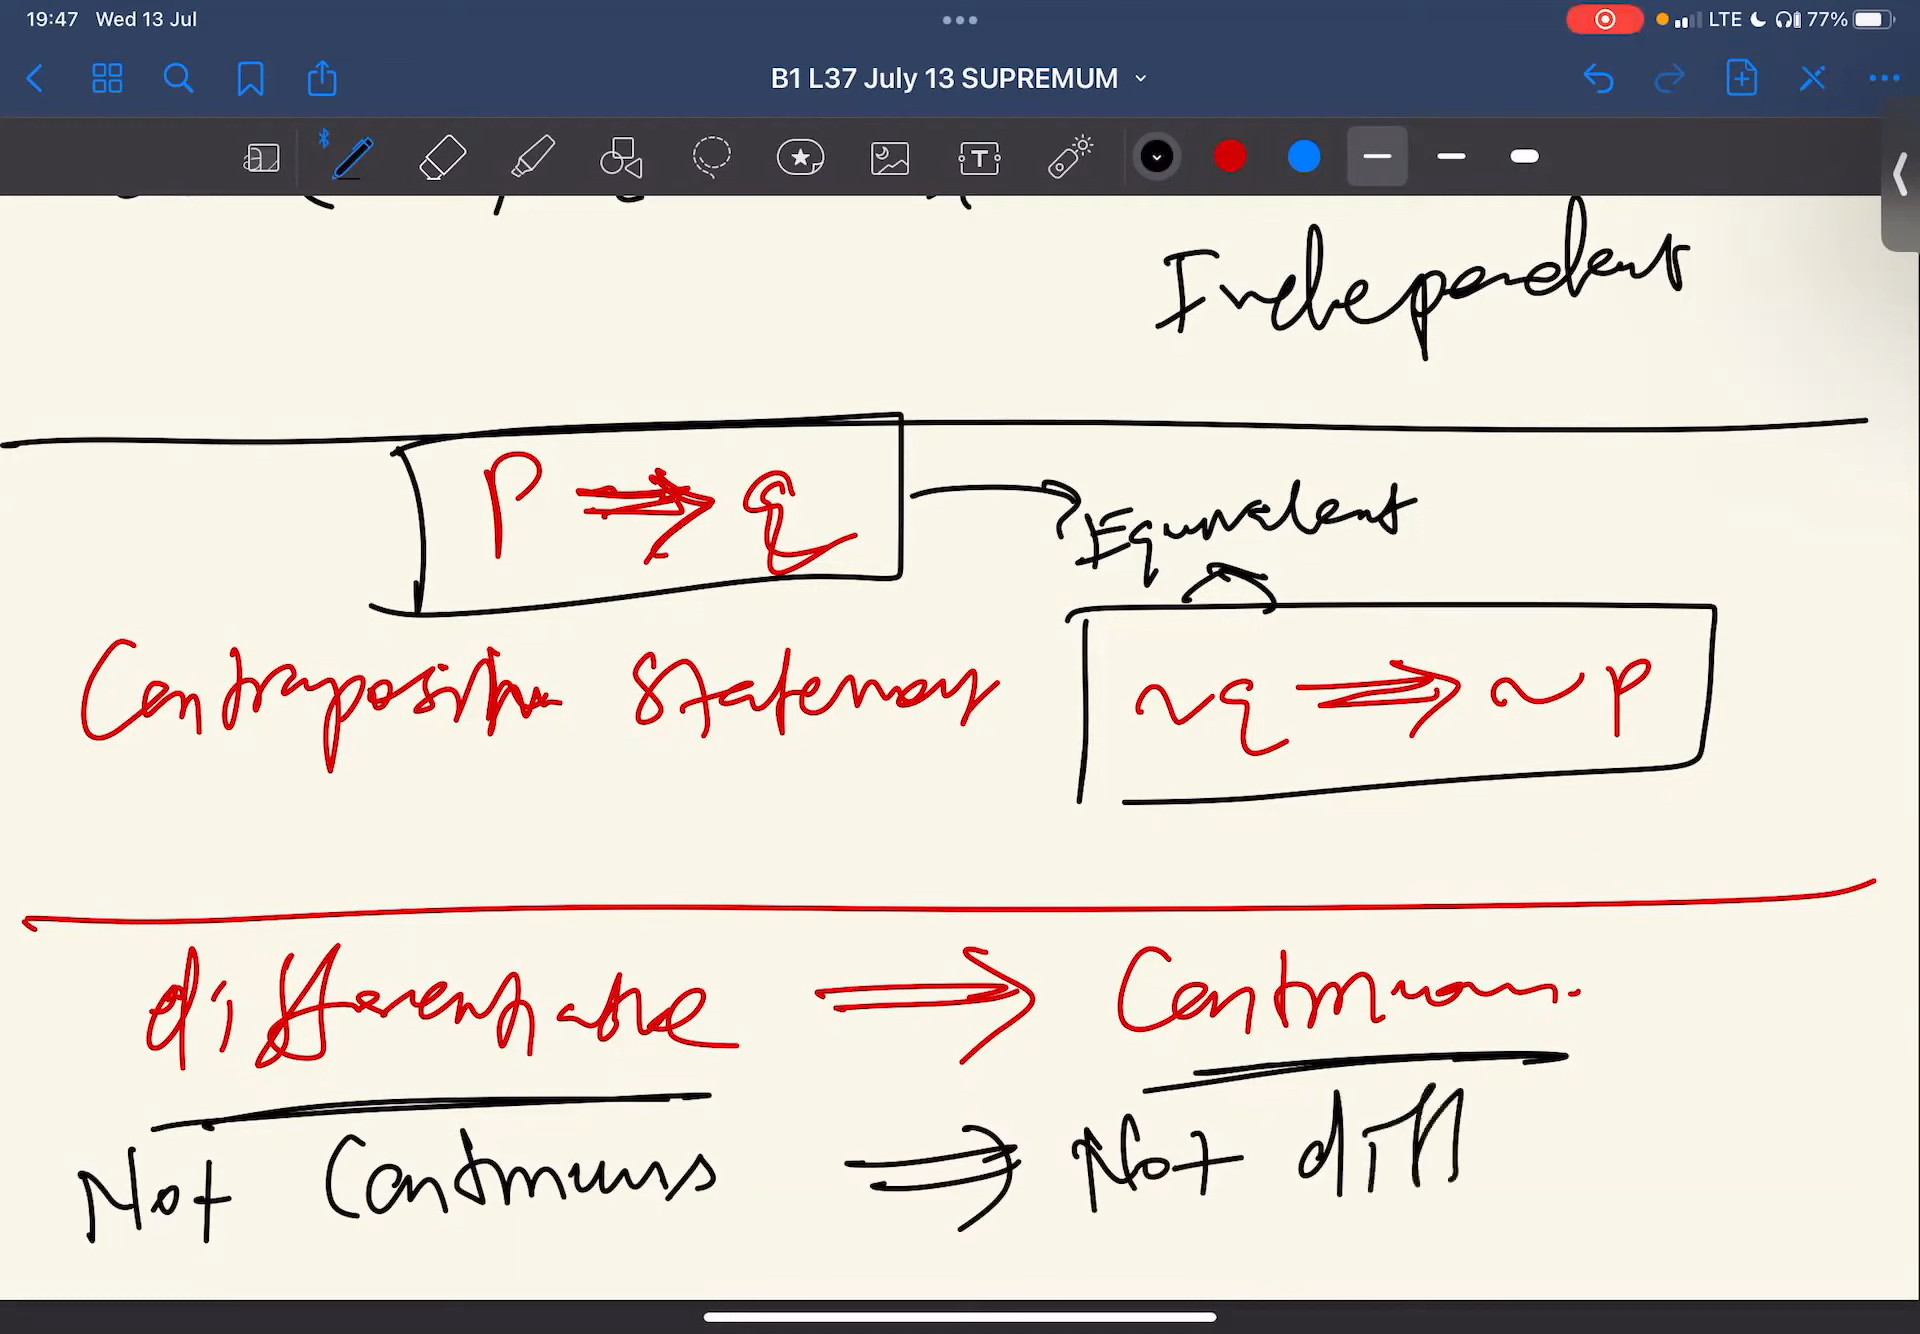 19:47 Wed 13 Jul
LTE 77%
B1 L37 July 13 SUPREMUM
T
Independent
P ⇒ q
Equivalent
Contrapositive Statement
~q ⇒ ~p
differentiable ⇒ Continuous.
Not Continuous ⇒ Not diff